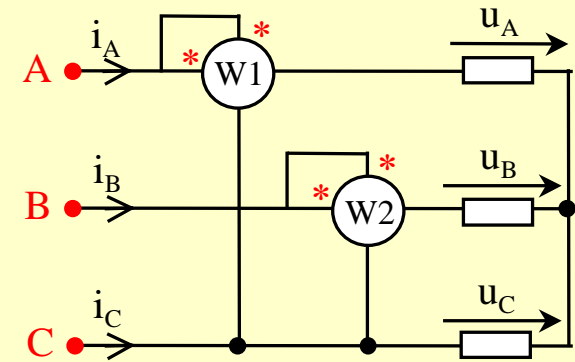 i_A * u_A
A * W1
i_B * u_B
B * W2
i_C u_C
C